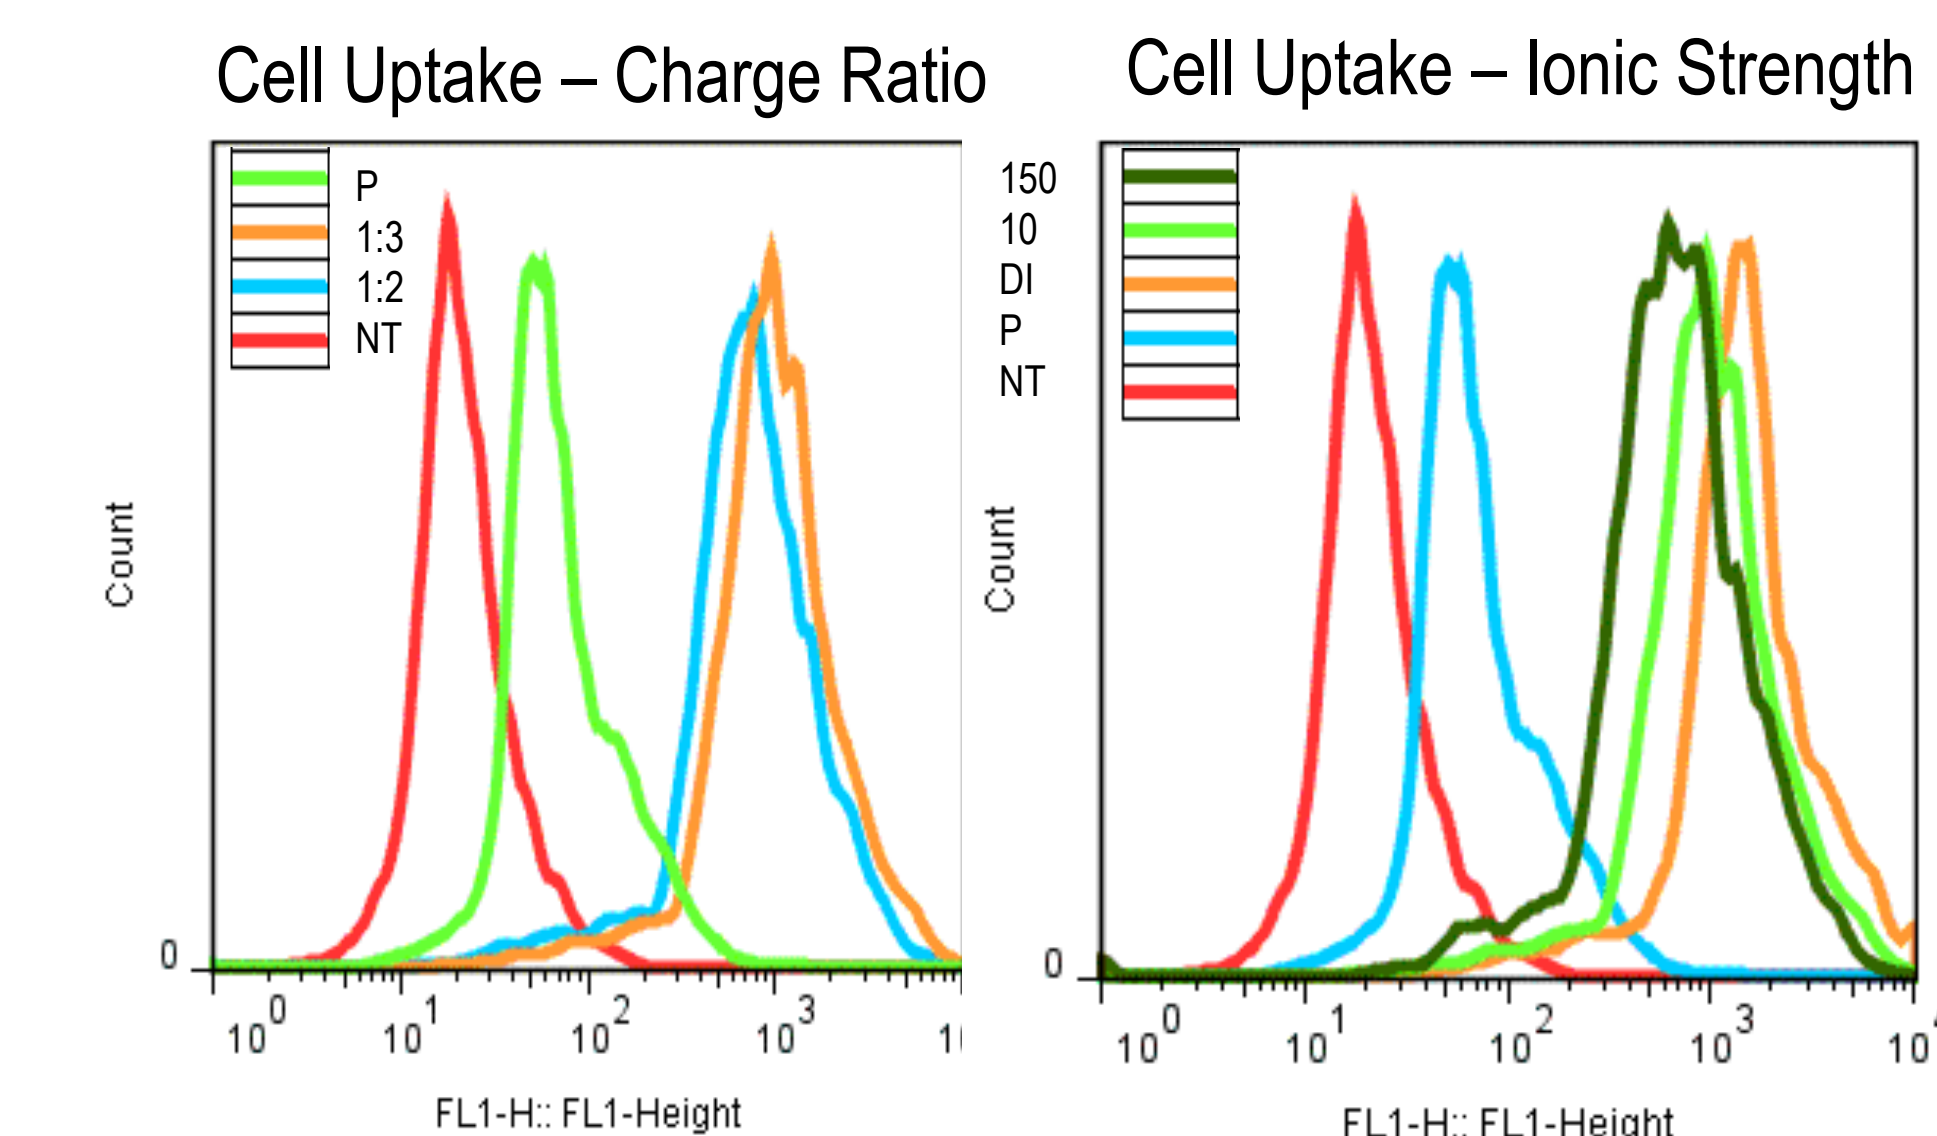 Cell Uptake – Charge Ratio
P
1:3
1:2
NT
Count
0
10^0 10^1 10^2 10^3
FL1-H:: FL1-Height
Cell Uptake – Ionic Strength
150
10
DI
P
NT
Count
0
10^0 10^1 10^2 10^3 10
FL1-H:: FL1-Height